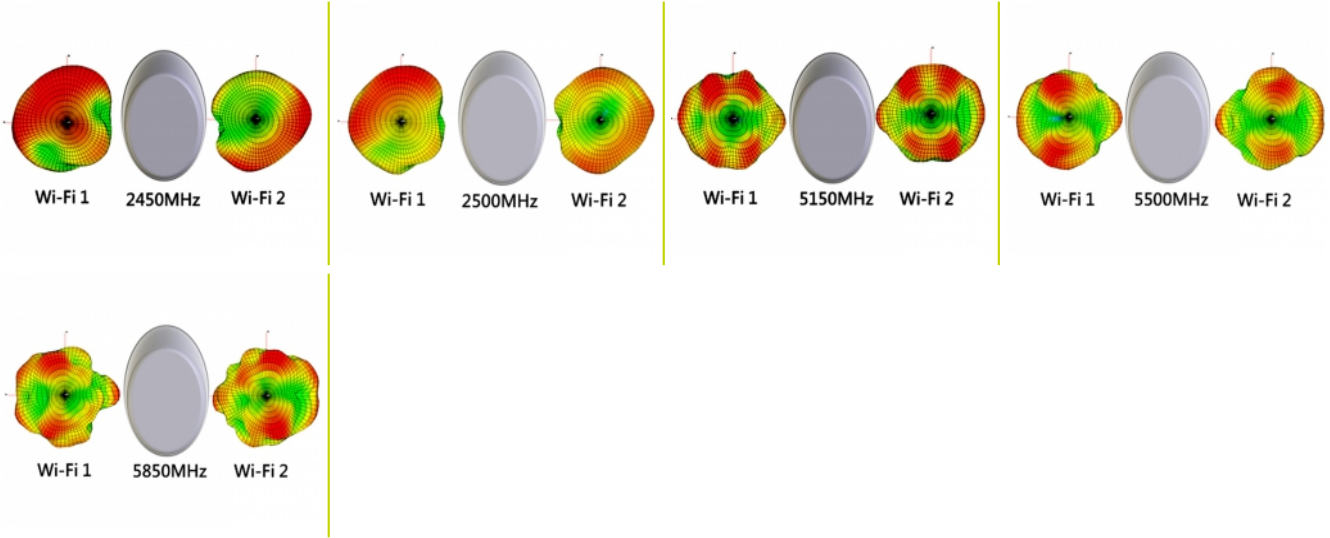 Wi-Fi 1 2450MHz Wi-Fi 2
Wi-Fi 1 2500MHz Wi-Fi 2
Wi-Fi 1 5150MHz Wi-Fi 2
Wi-Fi 1 5500MHz Wi-Fi 2
Wi-Fi 1 5850MHz Wi-Fi 2